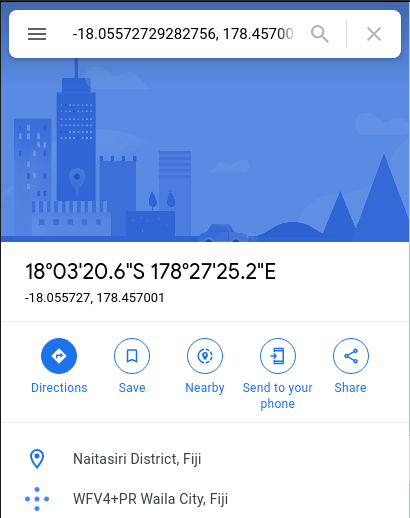 -18.05572729282756, 178.45700
18°03'20.6"S 178°27'25.2"E
-18.055727, 178.457001
Directions
Save
Nearby
Send to your
phone
Share
Naitasiri District, Fiji
WFV4+PR Waila City, Fiji